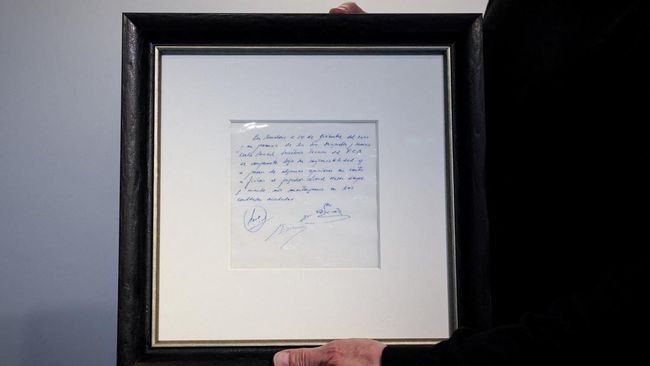 En Barcelona a 14 de diciembre del 2000
y en presencia de los Srs. Minguella y Horacio
Carles Rexach Secretario Técnico del F.C.B
se compromete bajo su responsabilidad y
a pesar de algunas opiniones en contra
a fichar al jugador Lionel Messi siempre
y cuando nos mantengamos en las
cantidades acordadas